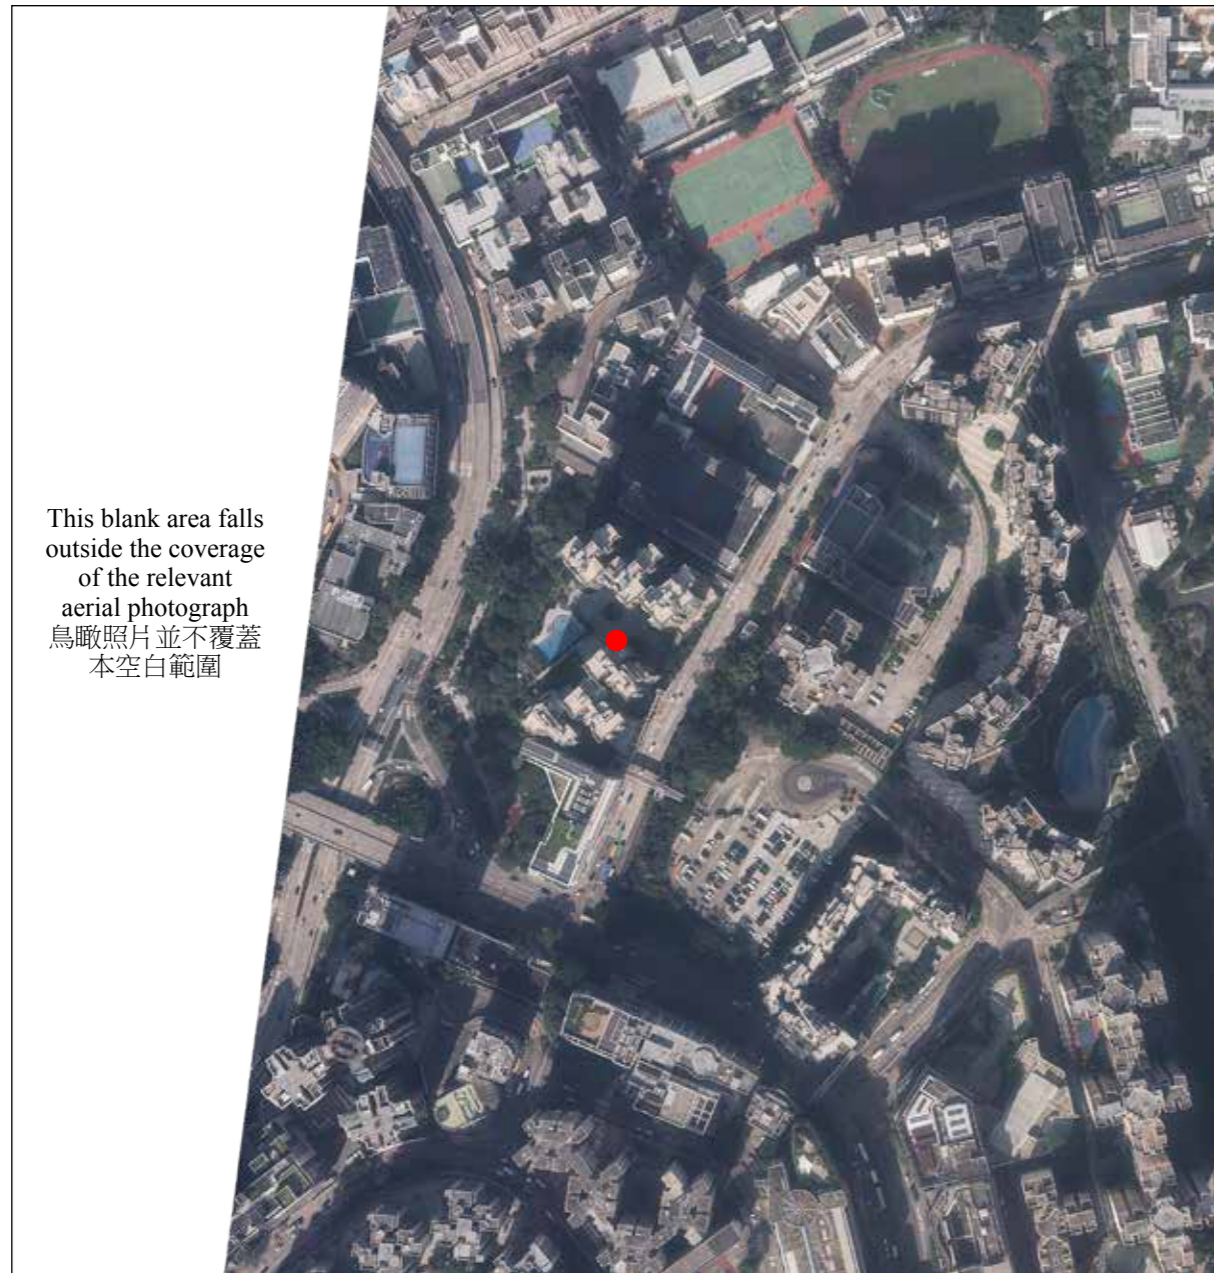 This blank area falls
outside the coverage
of the relevant
aerial photograph
鳥瞰照片並不覆蓋
本空白範圍